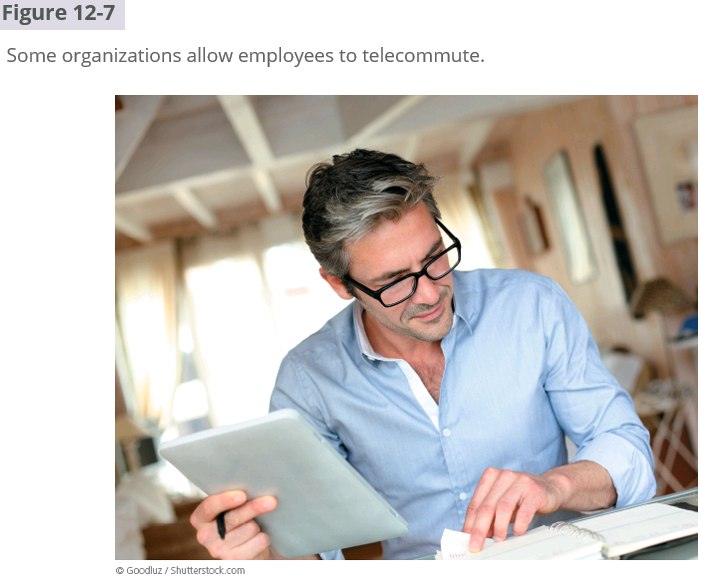 Figure 12-7
Some organizations allow employees to telecommute.
© Goodluz / Shutterstock.com